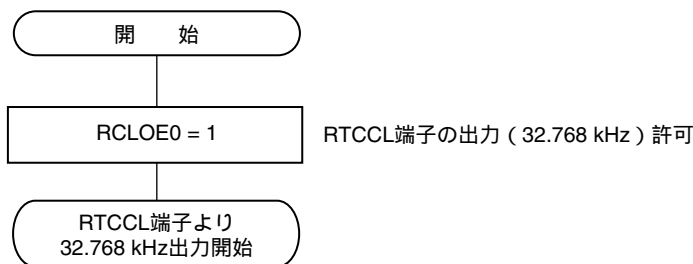 開 始
RCLOE0 = 1
RTCCL端子の出力（32.768 kHz）許可
RTCCL端子より
32.768 kHz出力開始